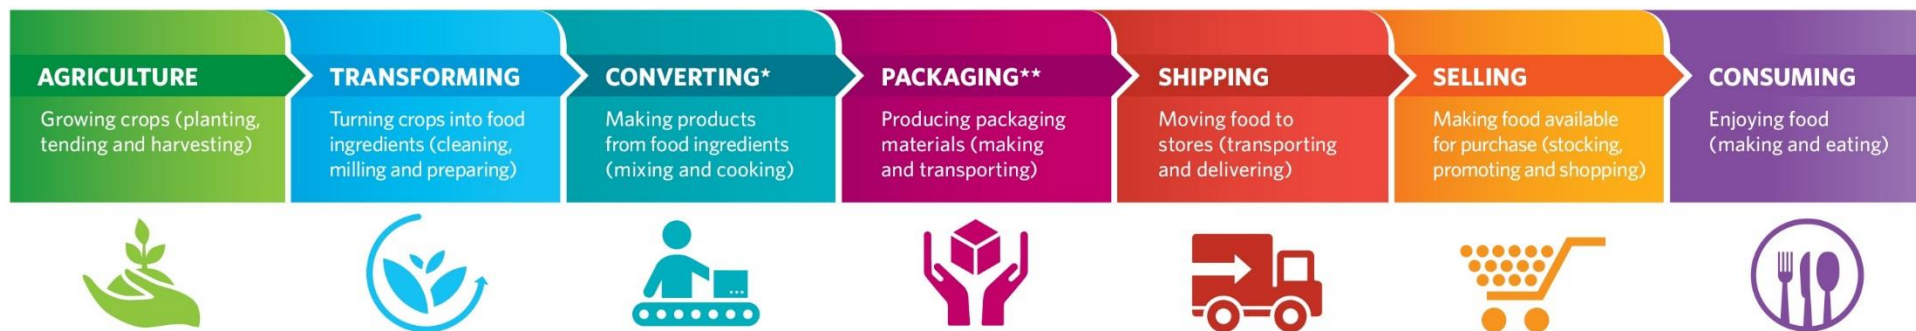 AGRICULTURE
Growing crops (planting,
tending and harvesting)
TRANSFORMING
Turning crops into food
ingredients (cleaning,
milling and preparing)
CONVERTING*
Making products
from food ingredients
(mixing and cooking)
PACKAGING**
Producing packaging
materials (making
and transporting)
SHIPPING
Moving food to
stores (transporting
and delivering)
SELLING
Making food available
for purchase (stocking,
promoting and shopping)
CONSUMING
Enjoying food
(making and eating)